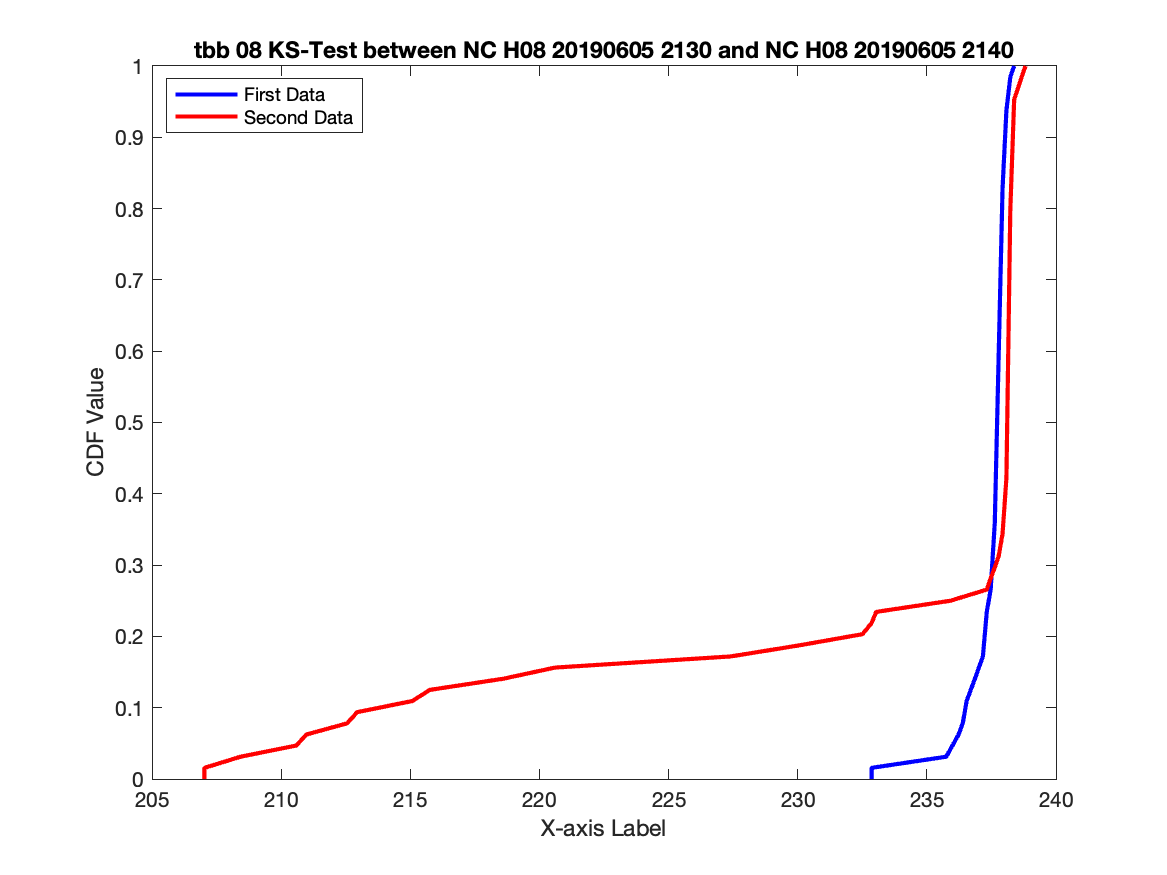 tbb 08 KS-Test between NC H08 20190605 2130 and NC H08 20190605 2140
First Data
Second Data
1
0.9
0.8
0.7
0.6
0.5
0.4
0.3
0.2
0.1
0
CDF Value
205 210 215 220 225 230 235 240
X-axis Label